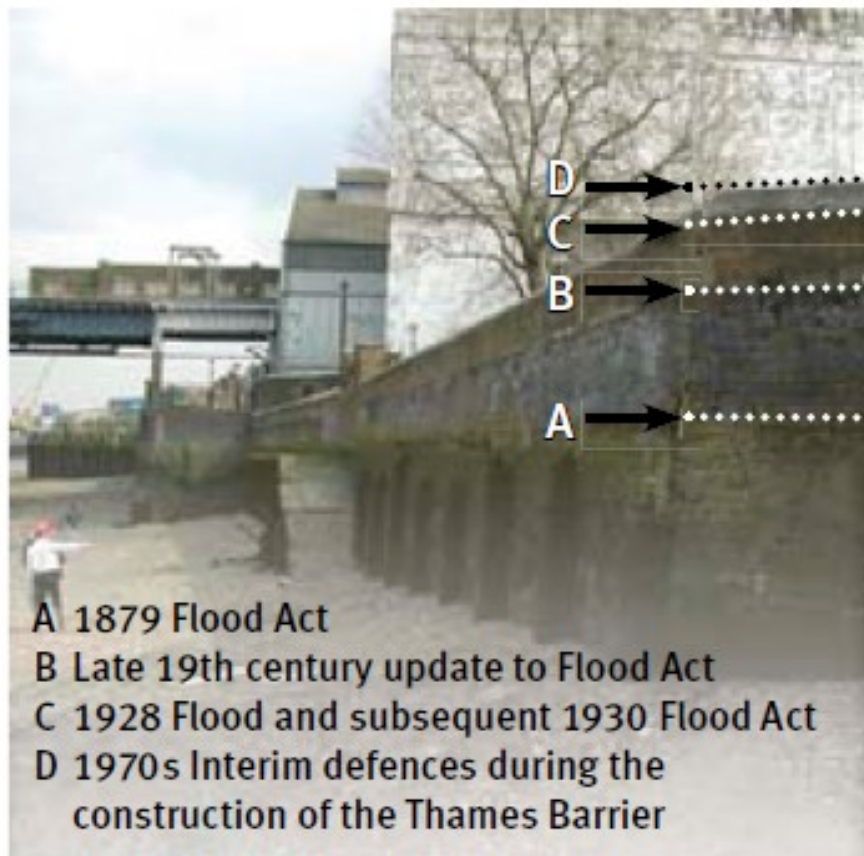 D
C
B
A
A 1879 Flood Act
B Late 19th century update to Flood Act
C 1928 Flood and subsequent 1930 Flood Act
D 1970s Interim defences during the
construction of the Thames Barrier